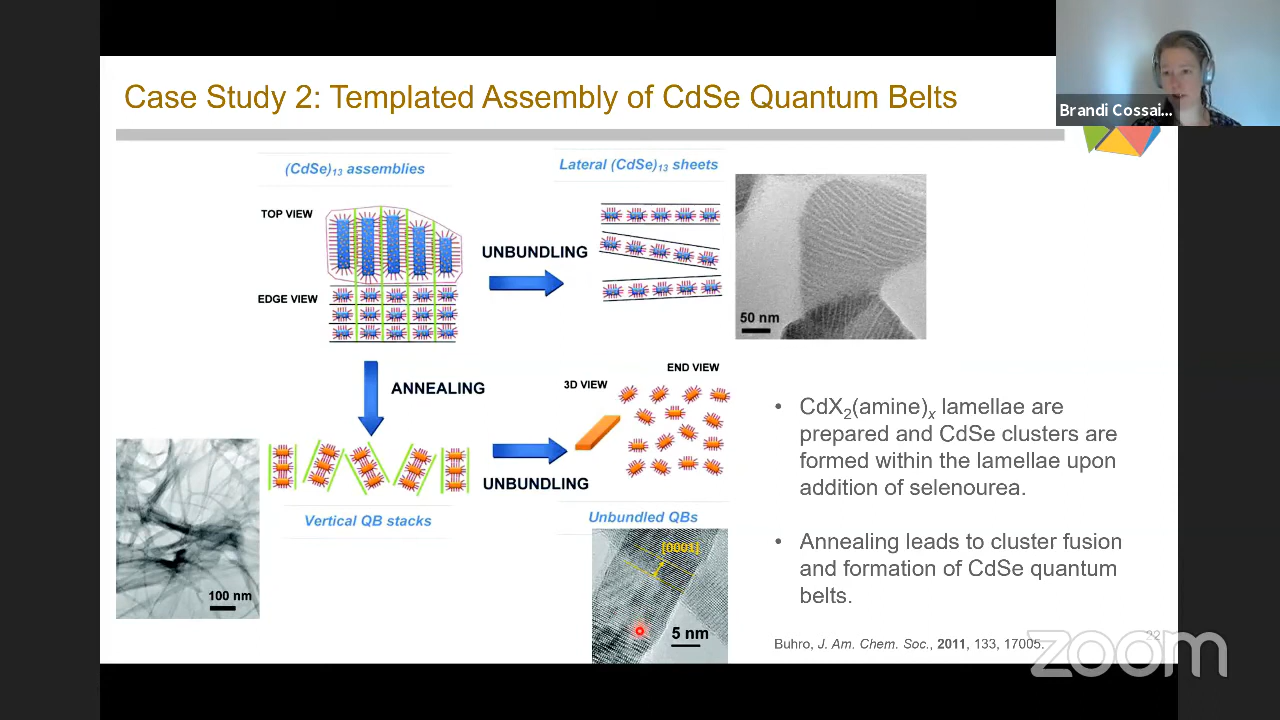 Case Study 2: Templated Assembly of CdSe Quantum Belts
Brandi Cossai...
(CdSe)13 assemblies
Lateral (CdSe)13 sheets
TOP VIEW
UNBUNDLING
EDGE VIEW
50 nm
ANNEALING
END VIEW
3D VIEW
UNBUNDLING
Vertical QB stacks
Unbundled QBs
100 nm
[0001]
5 nm
• CdX2(amine)x lamellae are
prepared and CdSe clusters are
formed within the lamellae upon
addition of selenourea.
• Annealing leads to cluster fusion
and formation of CdSe quantum
belts.
Buhro, J. Am. Chem. Soc., 2011, 133, 17005.
22
zoom